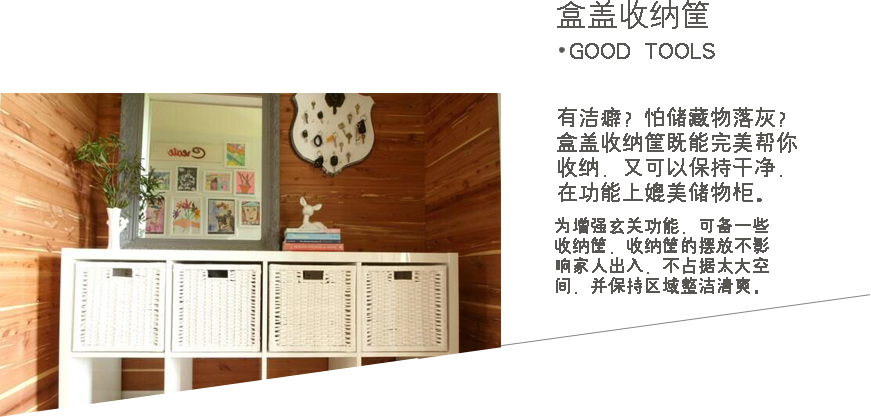 盒盖收纳筐
•GOOD TOOLS
有洁癖？怕储藏物落灰？
盒盖收纳筐既能完美帮你
收纳，又可以保持干净，
在功能上媲美储物柜。
为增强玄关功能，可备一些
收纳筐，收纳筐的摆放不影
响家人出入，不占据太大空
间，并保持区域整洁清爽。
Create